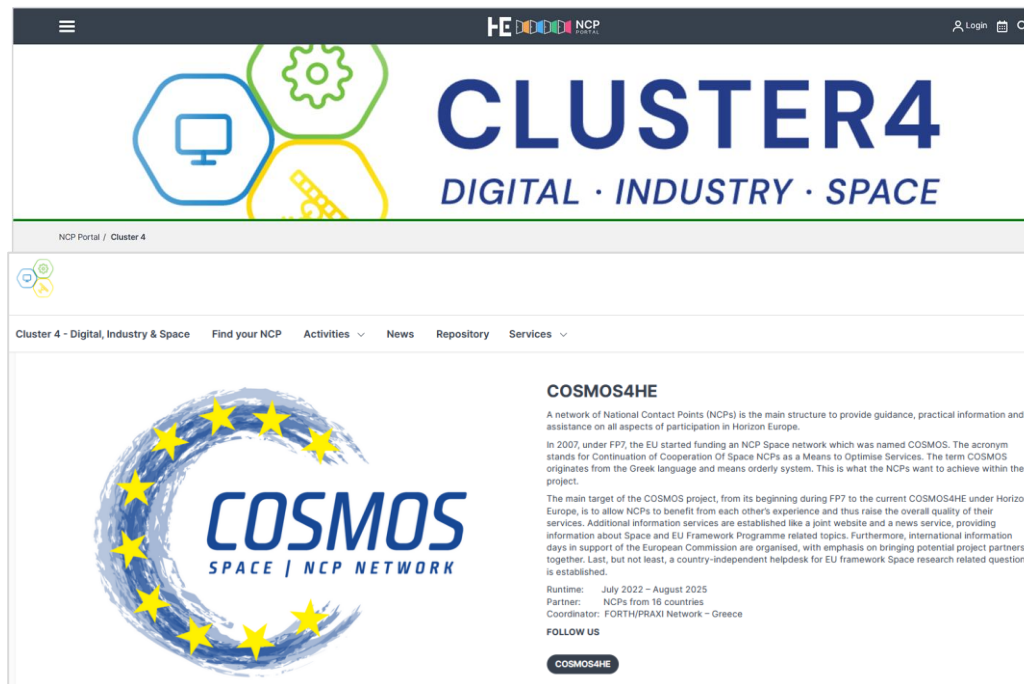 HE NCP PORTAL
Login
CLUSTER4
DIGITAL · INDUSTRY · SPACE
NCP Portal / Cluster 4
Cluster 4 - Digital, Industry & Space Find your NCP Activities News Repository Services
COSMOS
SPACE | NCP NETWORK
COSMOS4HE
A network of National Contact Points (NCPs) is the main structure to provide guidance, practical information and
assistance on all aspects of participation in Horizon Europe.
In 2007, under FP7, the EU started funding an NCP Space network which was named COSMOS. The acronym
stands for Continuation of Cooperation Of Space NCPs as a Means to Optimise Services. The term COSMOS
originates from the Greek language and means orderly system. This is what the NCPs want to achieve within the
project.
The main target of the COSMOS project, from its beginning during FP7 to the current COSMOS4HE under Horizo
Europe, is to allow NCPs to benefit from each other's experience and thus raise the overall quality of their
services. Additional information services are established like a joint website and a news service, providing
information about Space and EU Framework Programme related topics. Furthermore, international information
days in support of the European Commission are organised, with emphasis on bringing potential project partners
together. Last, but not least, a country-independent helpdesk for EU framework Space research related question
is established.
Runtime: July 2022 – August 2025
Partner: NCPs from 16 countries
Coordinator: FORTH/PRAXI Network – Greece
FOLLOW US
COSMOS4HE